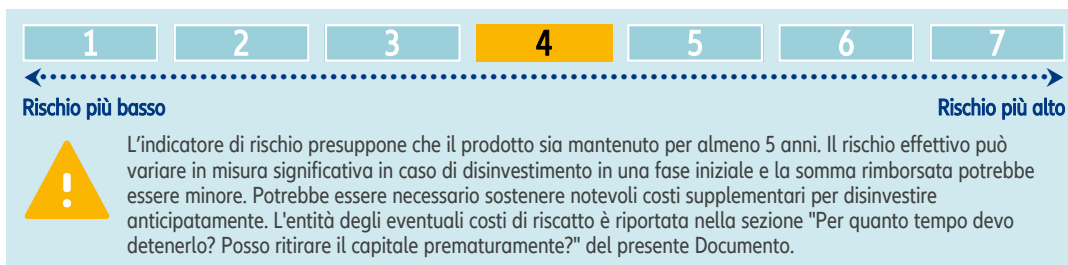 1 2 3 4 5 6 7
Rischio più basso Rischio più alto
L'indicatore di rischio presuppone che il prodotto sia mantenuto per almeno 5 anni. Il rischio effettivo può
variare in misura significativa in caso di disinvestimento in una fase iniziale e la somma rimborsata potrebbe
essere minore. Potrebbe essere necessario sostenere notevoli costi supplementari per disinvestire
anticipatamente. L'entità degli eventuali costi di riscatto è riportata nella sezione "Per quanto tempo devo
detenerlo? Posso ritirare il capitale prematuramente?" del presente Documento.